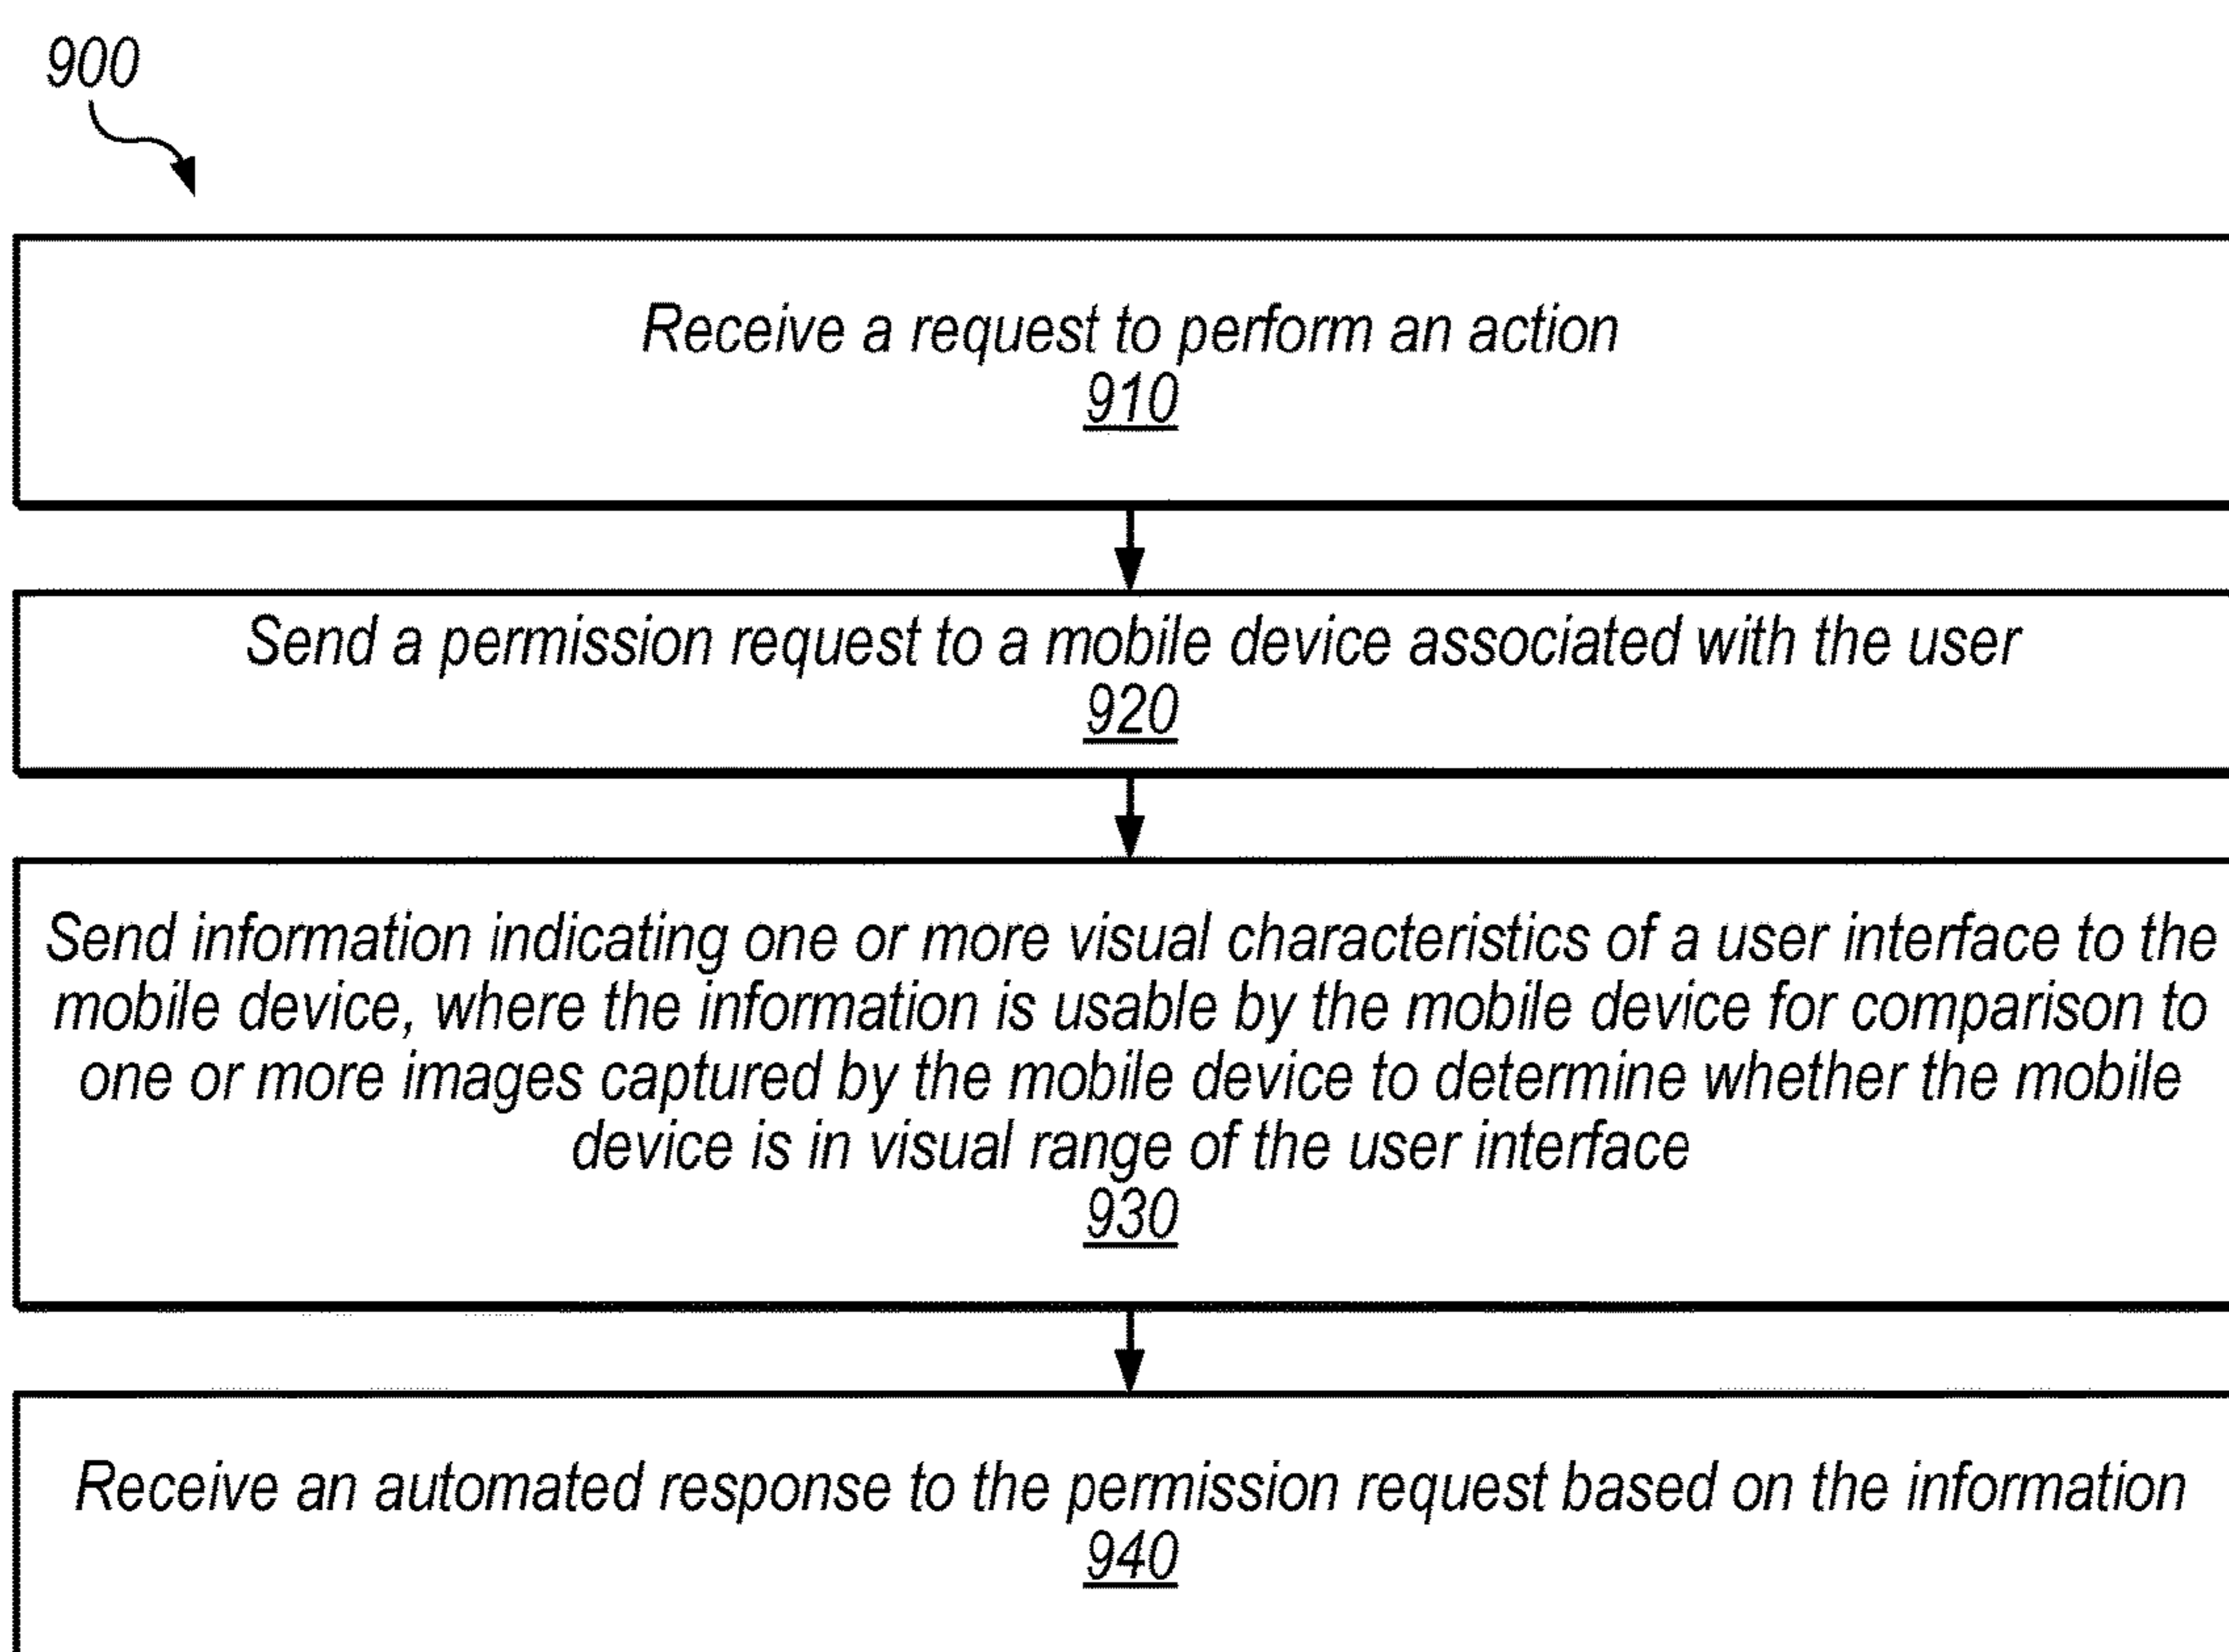 900
Receive a request to perform an action
910
Send a permission request to a mobile device associated with the user
920
Send information indicating one or more visual characteristics of a user interface to the
mobile device, where the information is usable by the mobile device for comparison to
one or more images captured by the mobile device to determine whether the mobile
device is in visual range of the user interface
930
Receive an automated response to the permission request based on the information
940